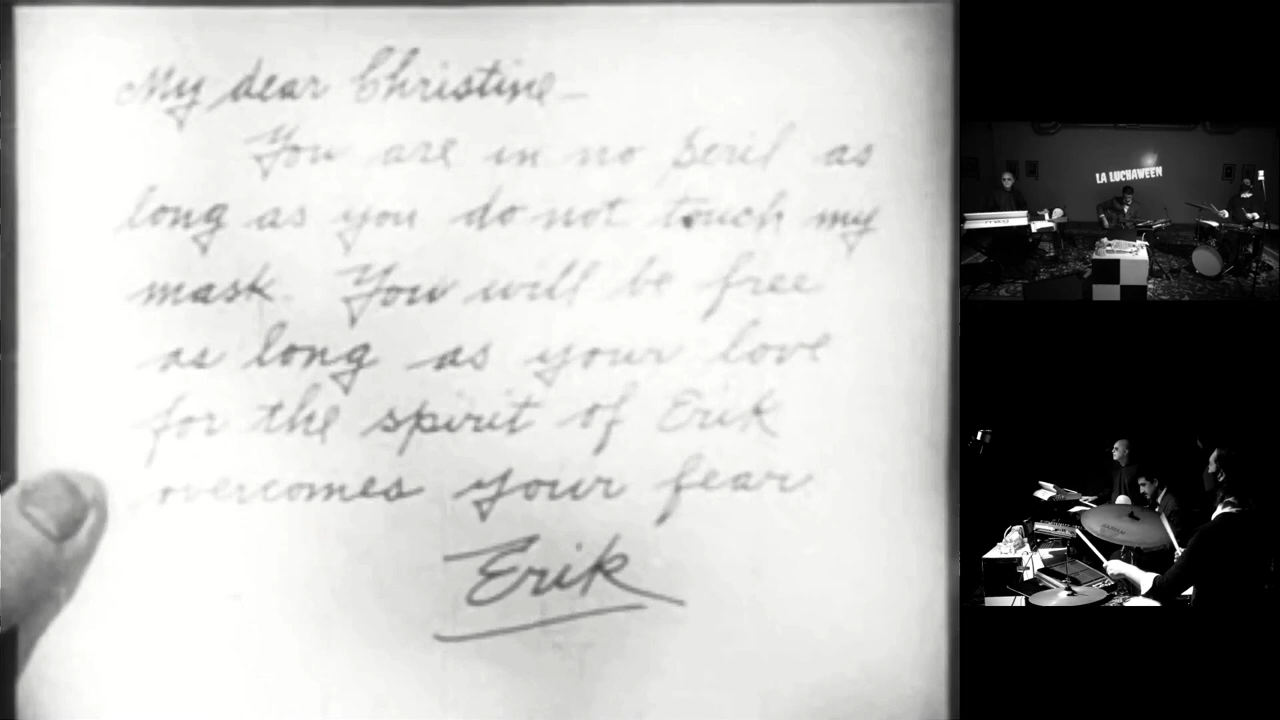 My dear Christine—
You are in no peril as
long as you do not touch my
mask. You will be free
as long as your love
for the spirit of Erik
overcomes your fear.
Erik
LA LUCHAWEEN